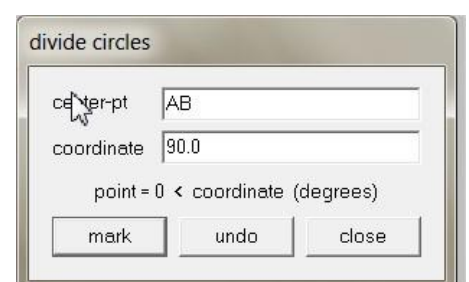 divide circles
center-pt AB
coordinate 90.0
point = 0 < coordinate (degrees)
mark undo close